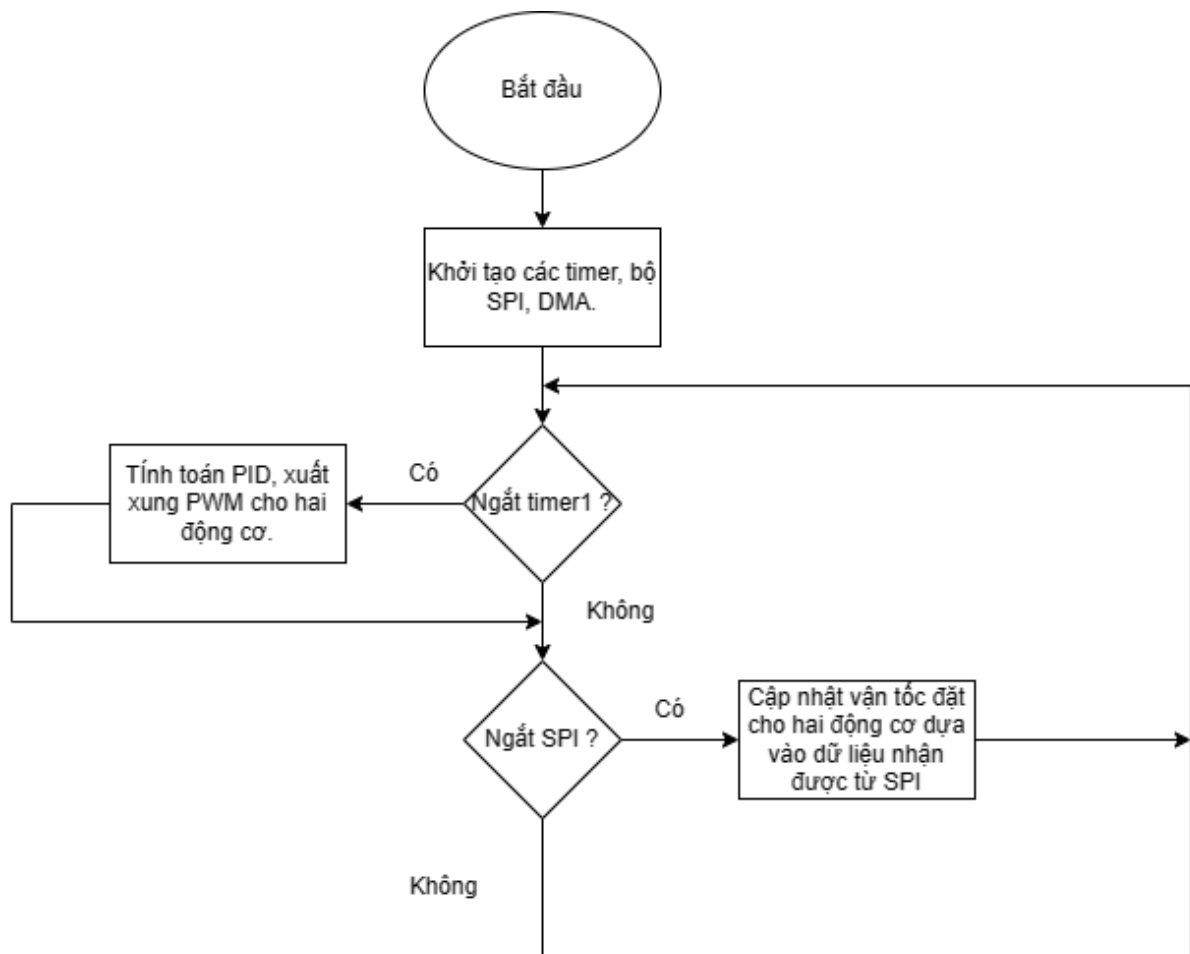 Bắt đầu
Khởi tạo các timer, bộ
SPI, DMA.
Có
TÍnh toán PID, xuất
xung PWM cho hai
động cơ.
Ngắt timer1 ?
Không
Ngắt SPI ?
Có
Cập nhật vận tốc đặt
cho hai động cơ dựa
vào dữ liệu nhận
được từ SPI
Không